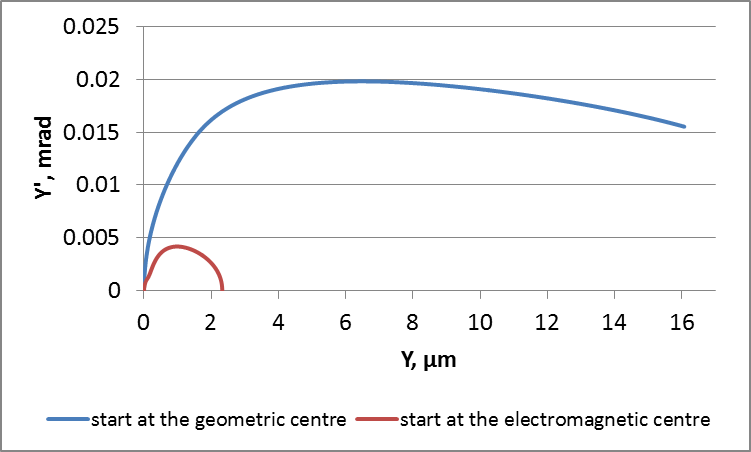 0.025
0.02
0.015
0.01
0.005
0
Y', mrad
0 2 4 6 8 10 12 14 16
Y, μm
start at the geometric centre start at the electromagnetic centre